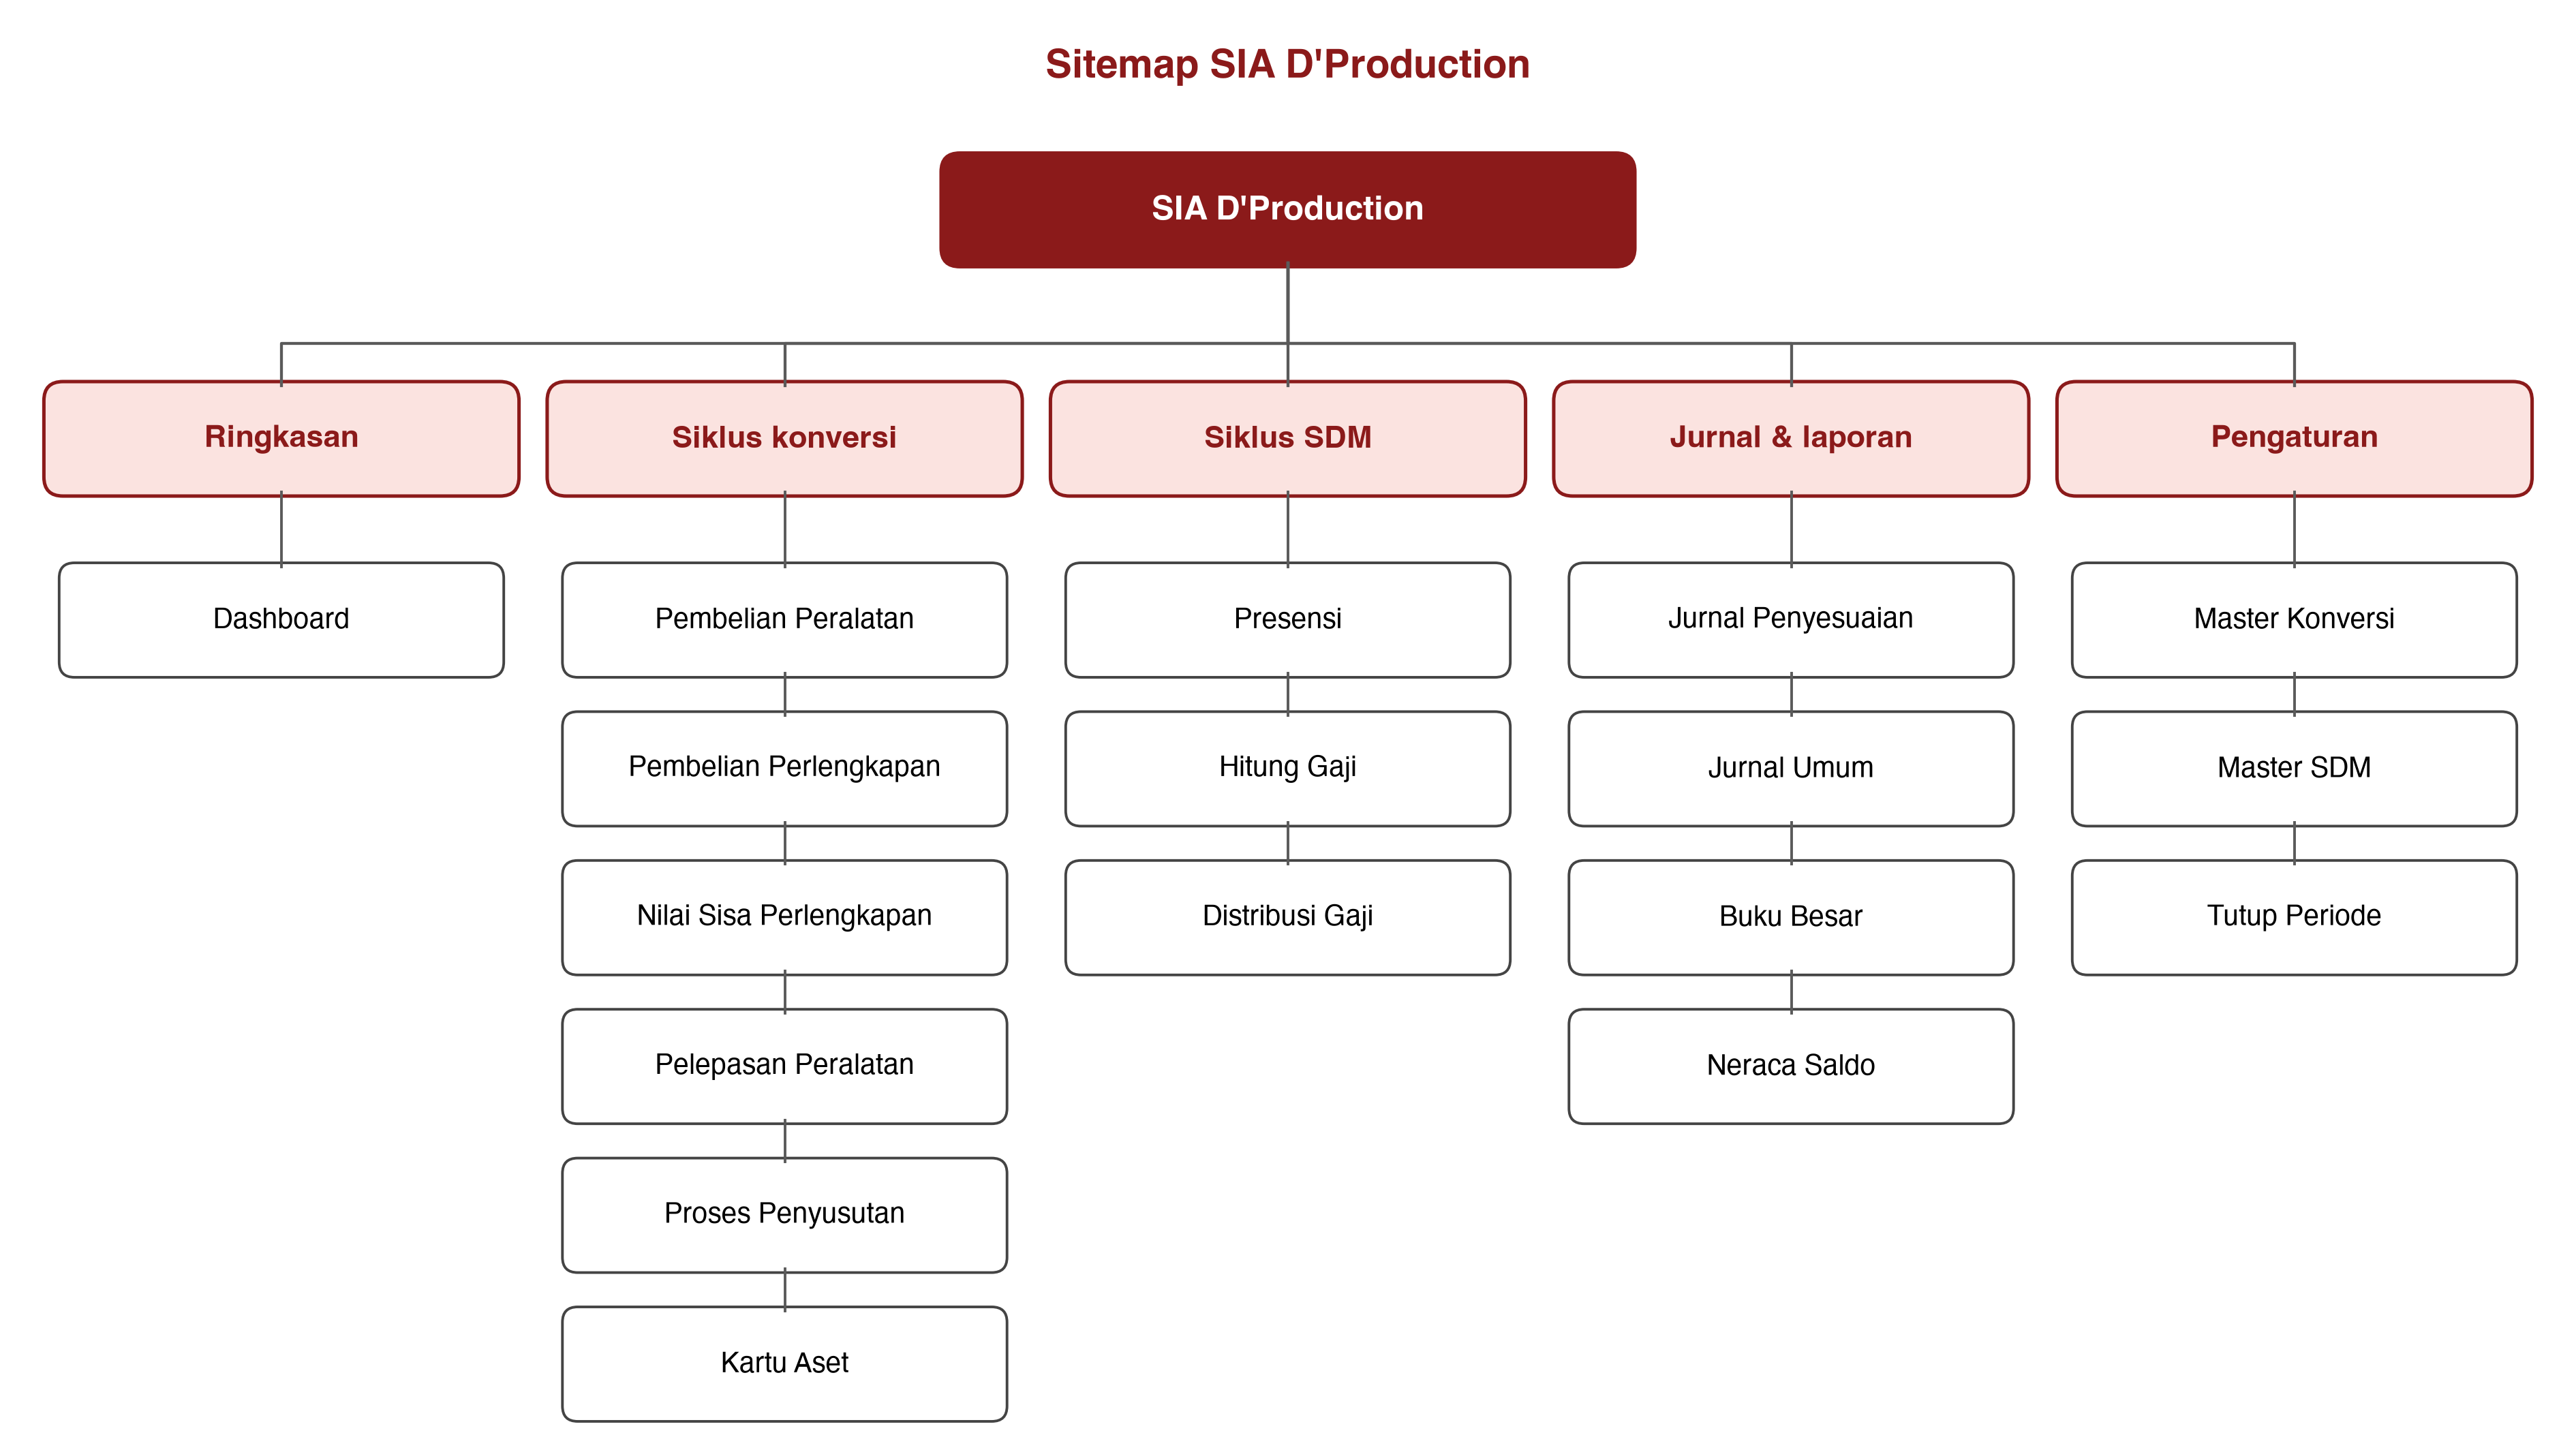 Sitemap SIA D'Production
SIA D'Production
Ringkasan
Siklus konversi
Siklus SDM
Jurnal & laporan
Pengaturan
Dashboard
Pembelian Peralatan
Presensi
Jurnal Penyesuaian
Master Konversi
Pembelian Perlengkapan
Hitung Gaji
Jurnal Umum
Master SDM
Nilai Sisa Perlengkapan
Distribusi Gaji
Buku Besar
Tutup Periode
Pelepasan Peralatan
Neraca Saldo
Proses Penyusutan
Kartu Aset